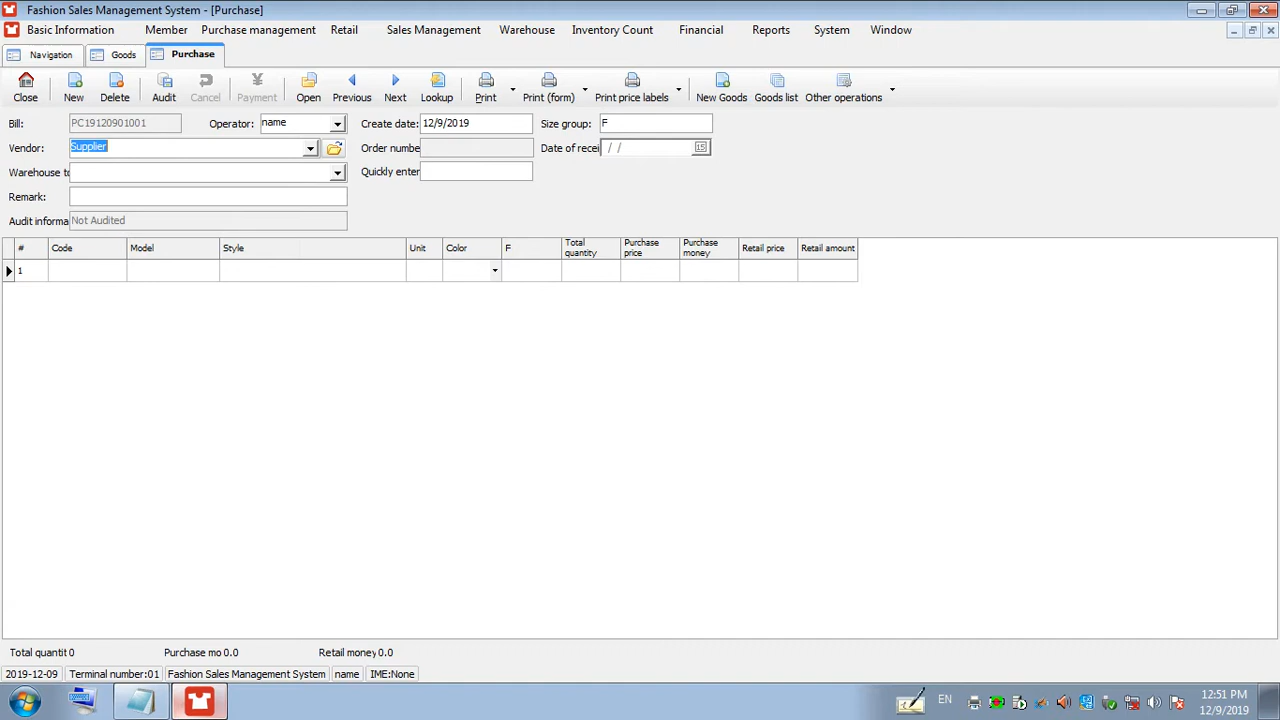 Fashion Sales Management System - [Purchase]
Basic Information Member Purchase management Retail Sales Management Warehouse Inventory Count Financial Reports System Window
Navigation Goods Purchase
Close New Delete Audit Cancel Payment Open Previous Next Lookup Print Print (form) Print price labels New Goods Goods list Other operations
Bill: PC19120901001 Operator: name Create date: 12/9/2019 Size group: F
Vendor: Supplier Order numbe Date of recei / / 15
Warehouse to Quickly enter
Remark:
Audit informa Not Audited
# Code Model Style Unit Color F Total quantity Purchase price Purchase money Retail price Retail amount
1
Total quantit 0 Purchase mo 0.0 Retail money 0.0
2019-12-09 Terminal number:01 Fashion Sales Management System name IME:None
EN 12:51 PM
12/9/2019